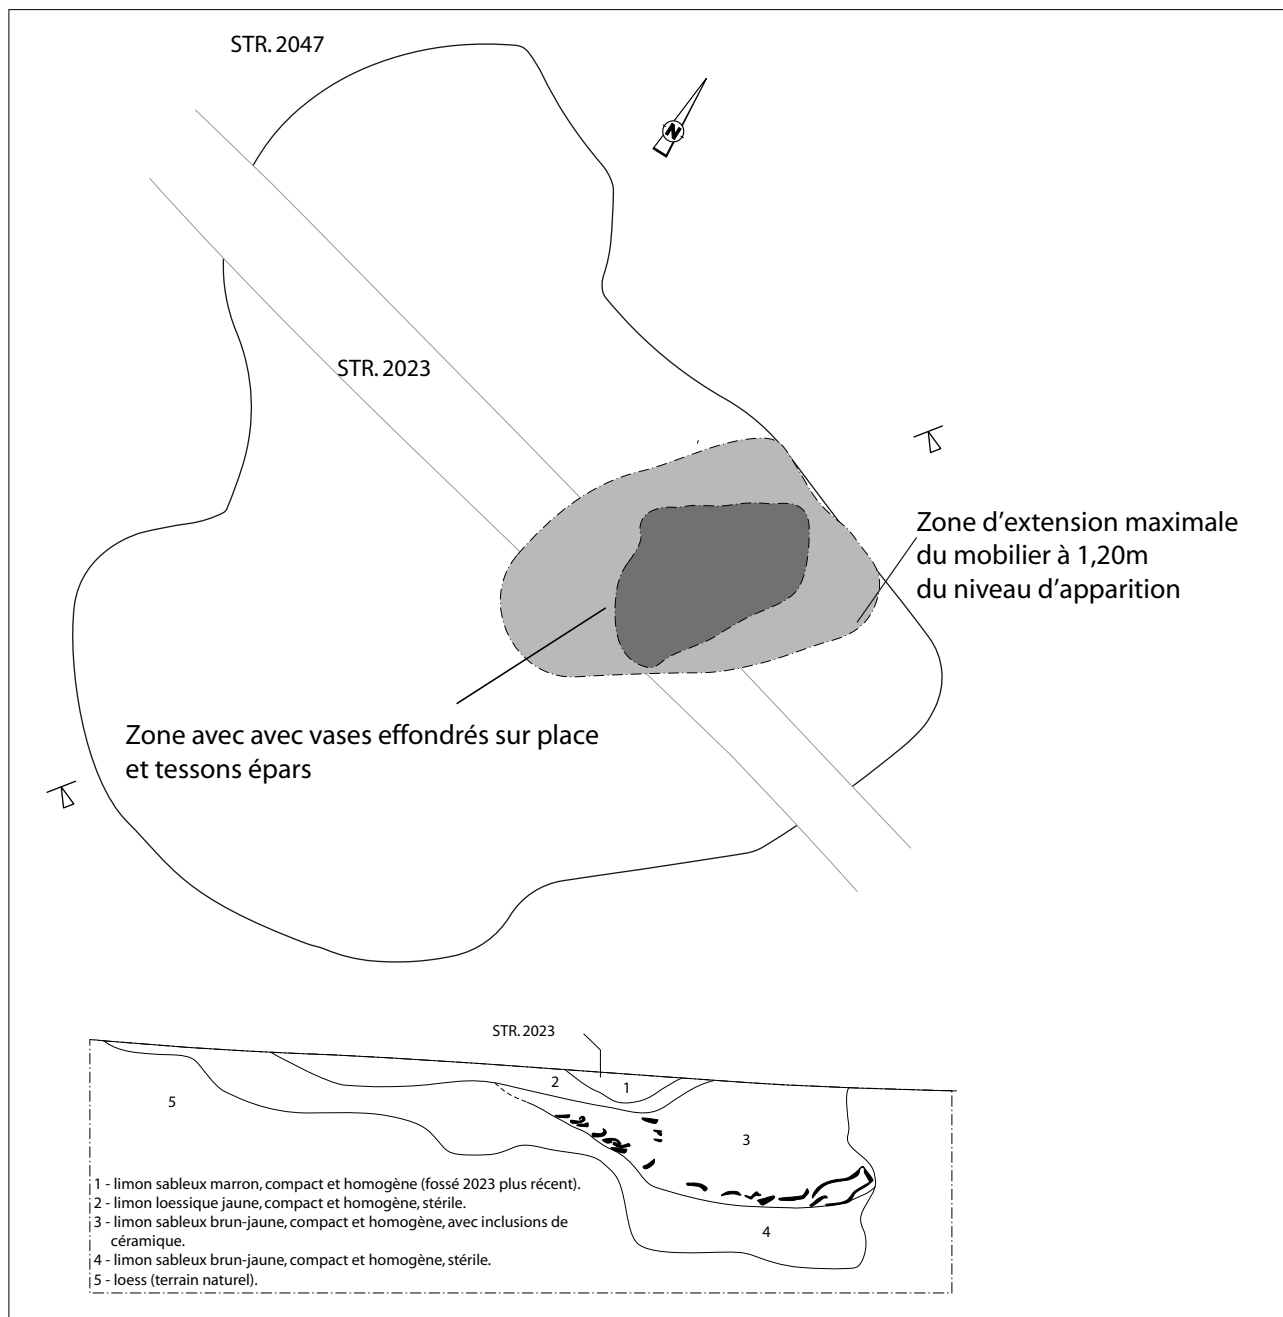 STR. 2047
N
STR. 2023
Zone d’extension maximale
du mobilier à 1,20m
du niveau d’apparition
Zone avec avec vases effondrés sur place
et tessons épars
STR. 2023
2
1
5
3
4
1 - limon sableux marron, compact et homogène (fossé 2023 plus récent).
2 - limon loessique jaune, compact et homogène, stérile.
3 - limon sableux brun-jaune, compact et homogène, avec inclusions de
céramique.
4 - limon sableux brun-jaune, compact et homogène, stérile.
5 - loess (terrain naturel).